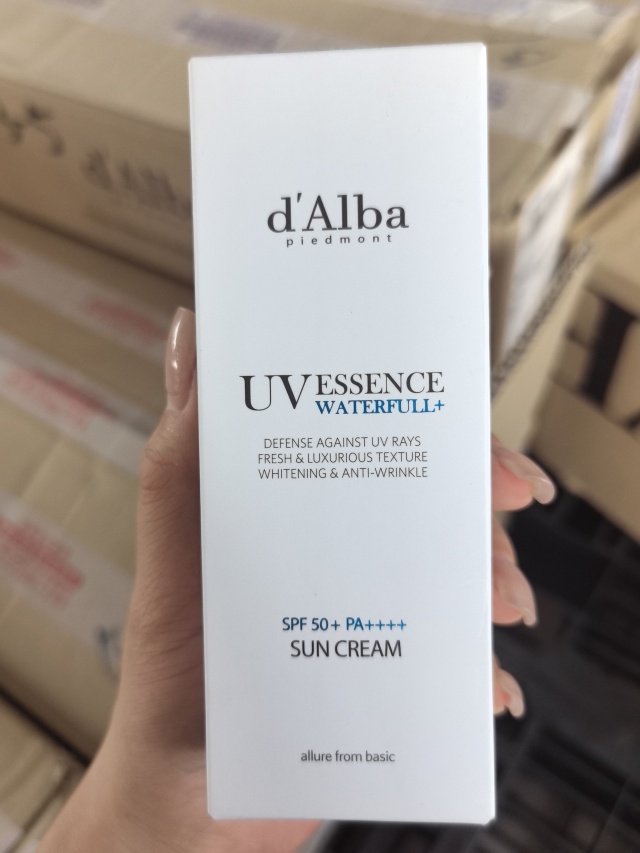 d'Alba
piedmont
UV ESSENCE
WATERFULL+
DEFENSE AGAINST UV RAYS
FRESH & LUXURIOUS TEXTURE
WHITENING & ANTI-WRINKLE
SPF 50+ PA++++
SUN CREAM
allure from basic
d'Alba